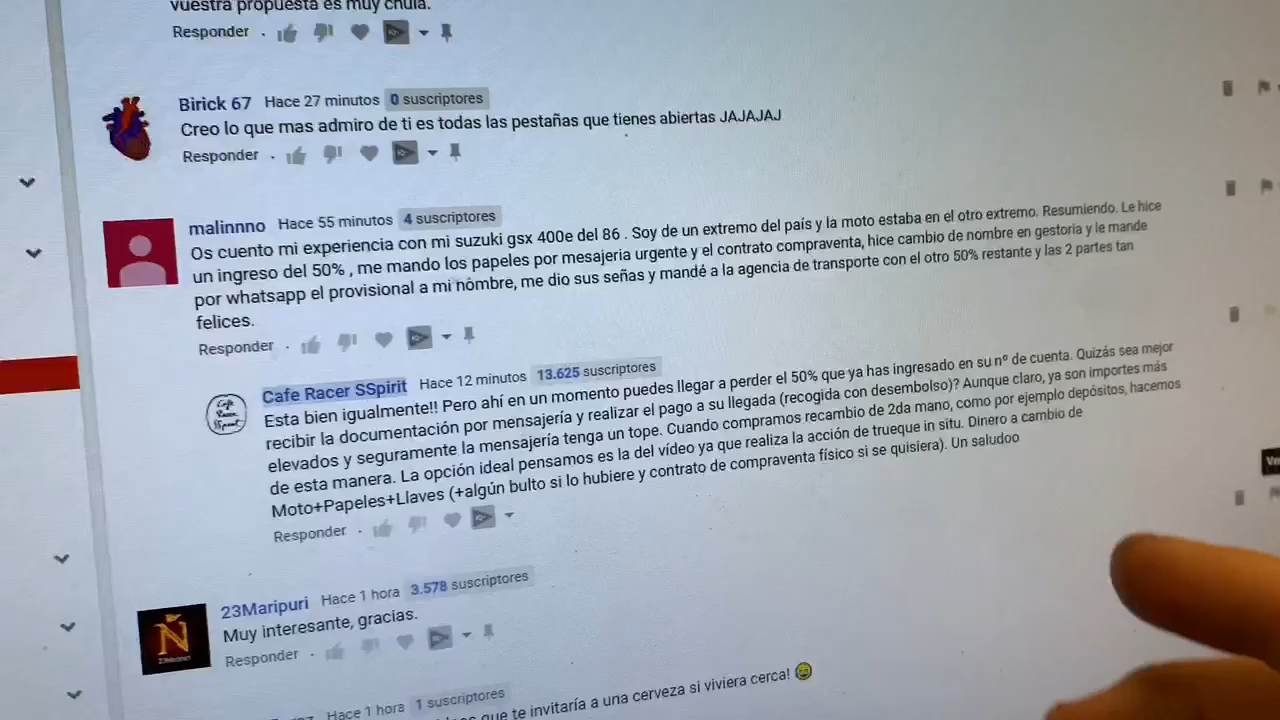 vuestra propuesta es muy chula.
Responder
Birick 67 Hace 27 minutos 0 suscriptores
Creo lo que mas admiro de ti es todas las pestañas que tienes abiertas JAJAJAJ
Responder
malinnno Hace 55 minutos 4 suscriptores
Os cuento mi experiencia con mi suzuki gsx 400e del 86 . Soy de un extremo del país y la moto estaba en el otro extremo. Resumiendo. Le hice
un ingreso del 50% , me mando los papeles por mesajeria urgente y el contrato compraventa, hice cambio de nombre en gestoria y le mande
por whatsapp el provisional a mi nómbre, me dio sus señas y mandé a la agencia de transporte con el otro 50% restante y las 2 partes tan
felices.
Responder
Cafe Racer SSpirit
Cafe Racer SSpirit Hace 12 minutos 13.625 suscriptores
Esta bien igualmente!! Pero ahí en un momento puedes llegar a perder el 50% que ya has ingresado en su nº de cuenta. Quizás sea mejor
recibir la documentación por mensajería y realizar el pago a su llegada (recogida con desembolso)? Aunque claro, ya son importes más
elevados y seguramente la mensajería tenga un tope. Cuando compramos recambio de 2da mano, como por ejemplo depósitos, hacemos
de esta manera. La opción ideal pensamos es la del vídeo ya que realiza la acción de trueque in situ. Dinero a cambio de
Moto+Papeles+Llaves (+algún bulto si lo hubiere y contrato de compraventa físico si se quisiera). Un saludoo
Responder
Ñ
23Maripuri Hace 1 hora 3.578 suscriptores
Muy interesante, gracias.
Responder
Hace 1 hora 1 suscriptores
que te invitaría a una cerveza si viviera cerca!